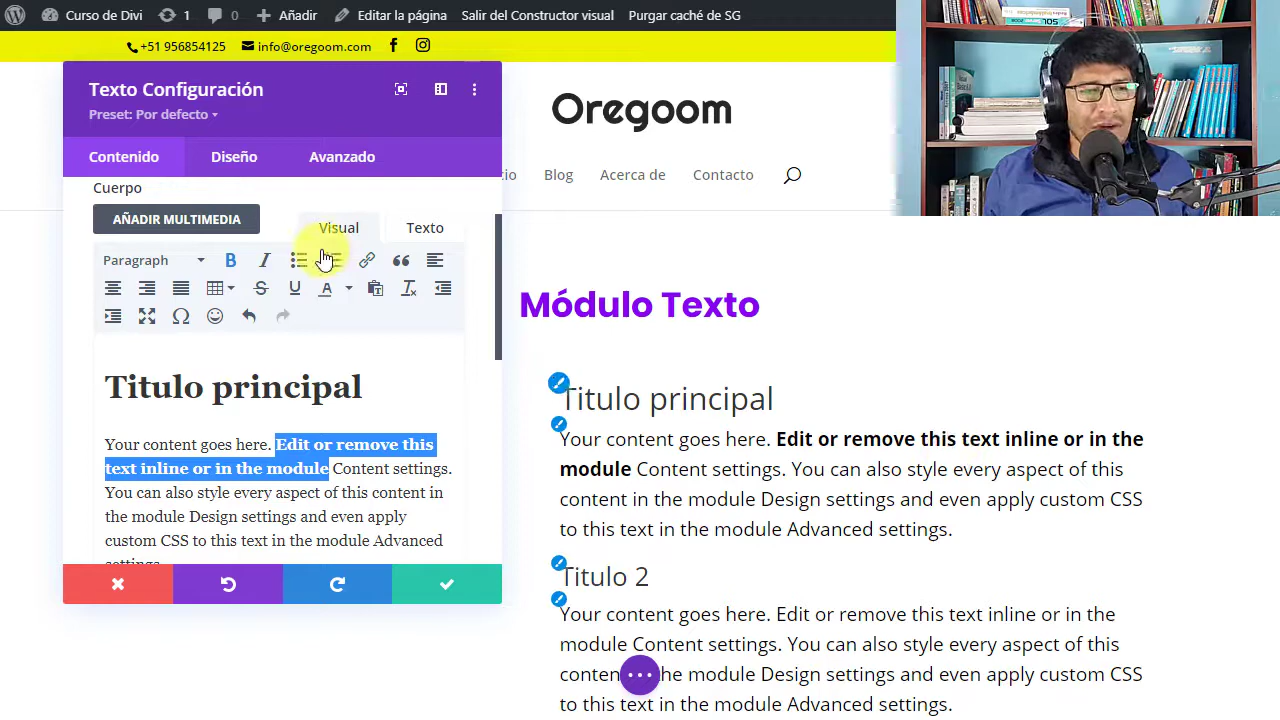 Curso de Divi 1 0 Añadir Editar la página Salir del Constructor visual Purgar caché de SG
+51 956854125 info@oregoom.com
Texto Configuración
Preset: Por defecto
Contenido Diseño Avanzado
Cuerpo
AÑADIR MULTIMEDIA
Visual Texto
Paragraph B I
A
Titulo principal
Your content goes here. Edit or remove this
text inline or in the module Content settings.
You can also style every aspect of this content in
the module Design settings and even apply
custom CSS to this text in the module Advanced
settings.
Oregoom
Blog Acerca de Contacto
Módulo Texto
Titulo principal
Your content goes here. Edit or remove this text inline or in the
module Content settings. You can also style every aspect of this
content in the module Design settings and even apply custom CSS
to this text in the module Advanced settings.
Titulo 2
Your content goes here. Edit or remove this text inline or in the
module Content settings. You can also style every aspect of this
content the module Design settings and even apply custom CSS
to this text in the module Advanced settings.